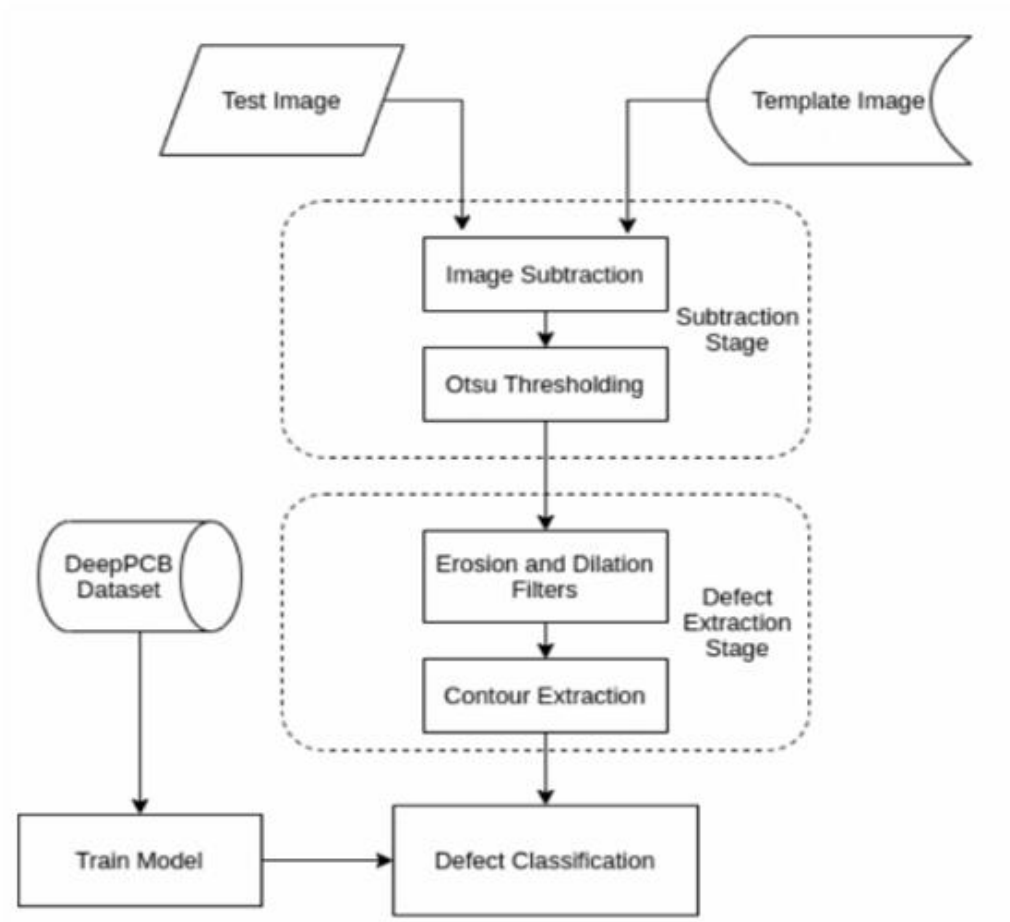 Test Image
Template Image
Image Subtraction
Subtraction
Stage
Otsu Thresholding
DeepPCB
Dataset
Erosion and Dilation
Filters
Defect
Extraction
Stage
Contour Extraction
Train Model
Defect Classification